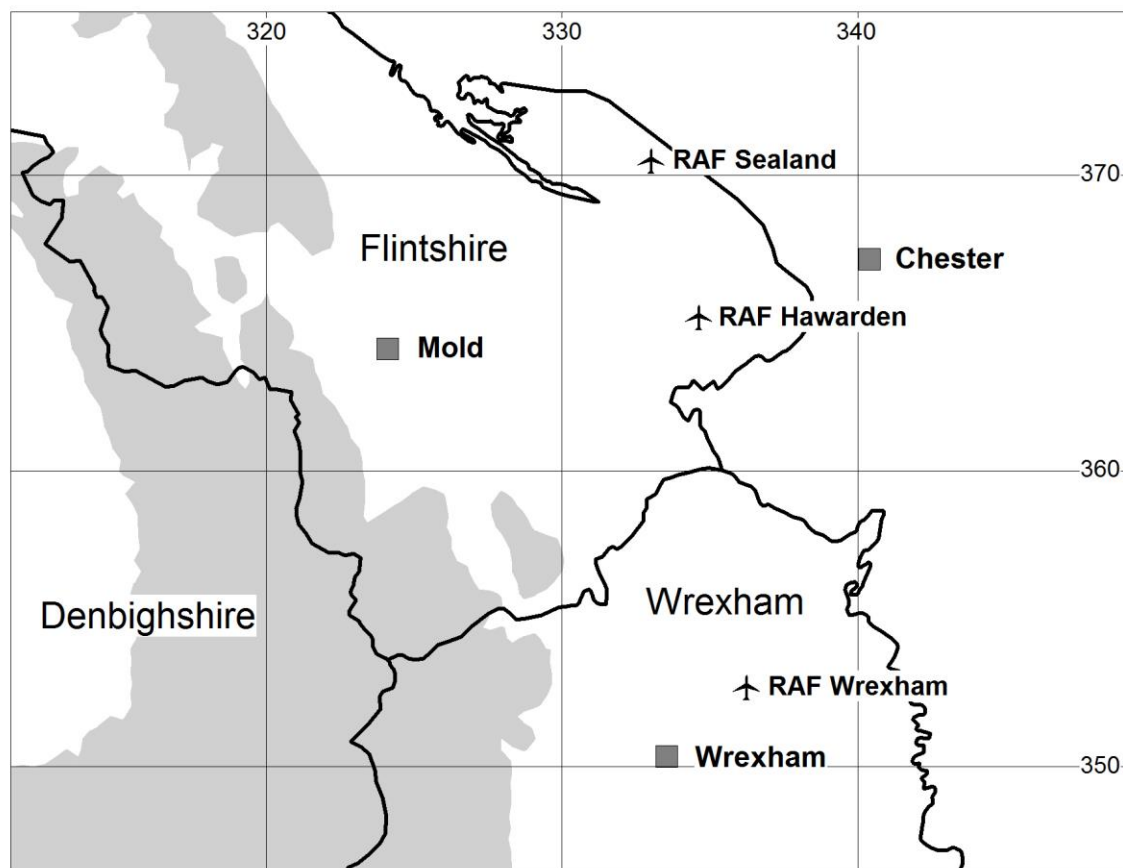 320 330 340
RAF Sealand
370
Flintshire
Chester
RAF Hawarden
Mold
360
Wrexham
Denbighshire
RAF Wrexham
Wrexham
350